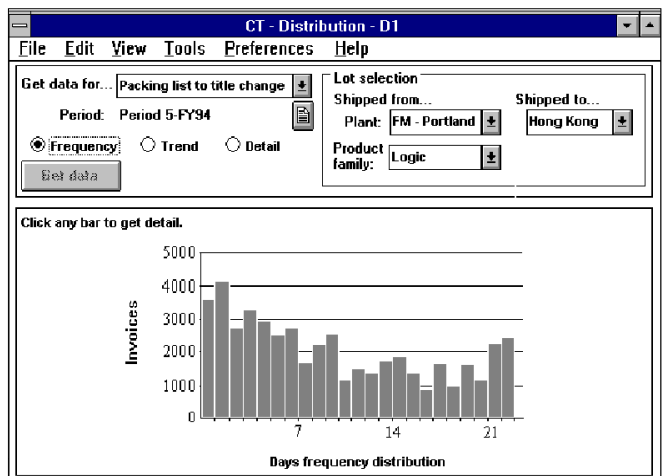 CT - Distribution - D1
File Edit View Tools Preferences Help
Get data for... Packing list to title change
Period: Period 5-FY94
Frequency Trend Detail
Get data
Lot selection
Shipped from... Shipped to...
Plant: FM - Portland Hong Kong
Product family: Logic
Click any bar to get detail.
5000
4000
3000
2000
1000
0
Invoices
7 14 21
Days frequency distribution